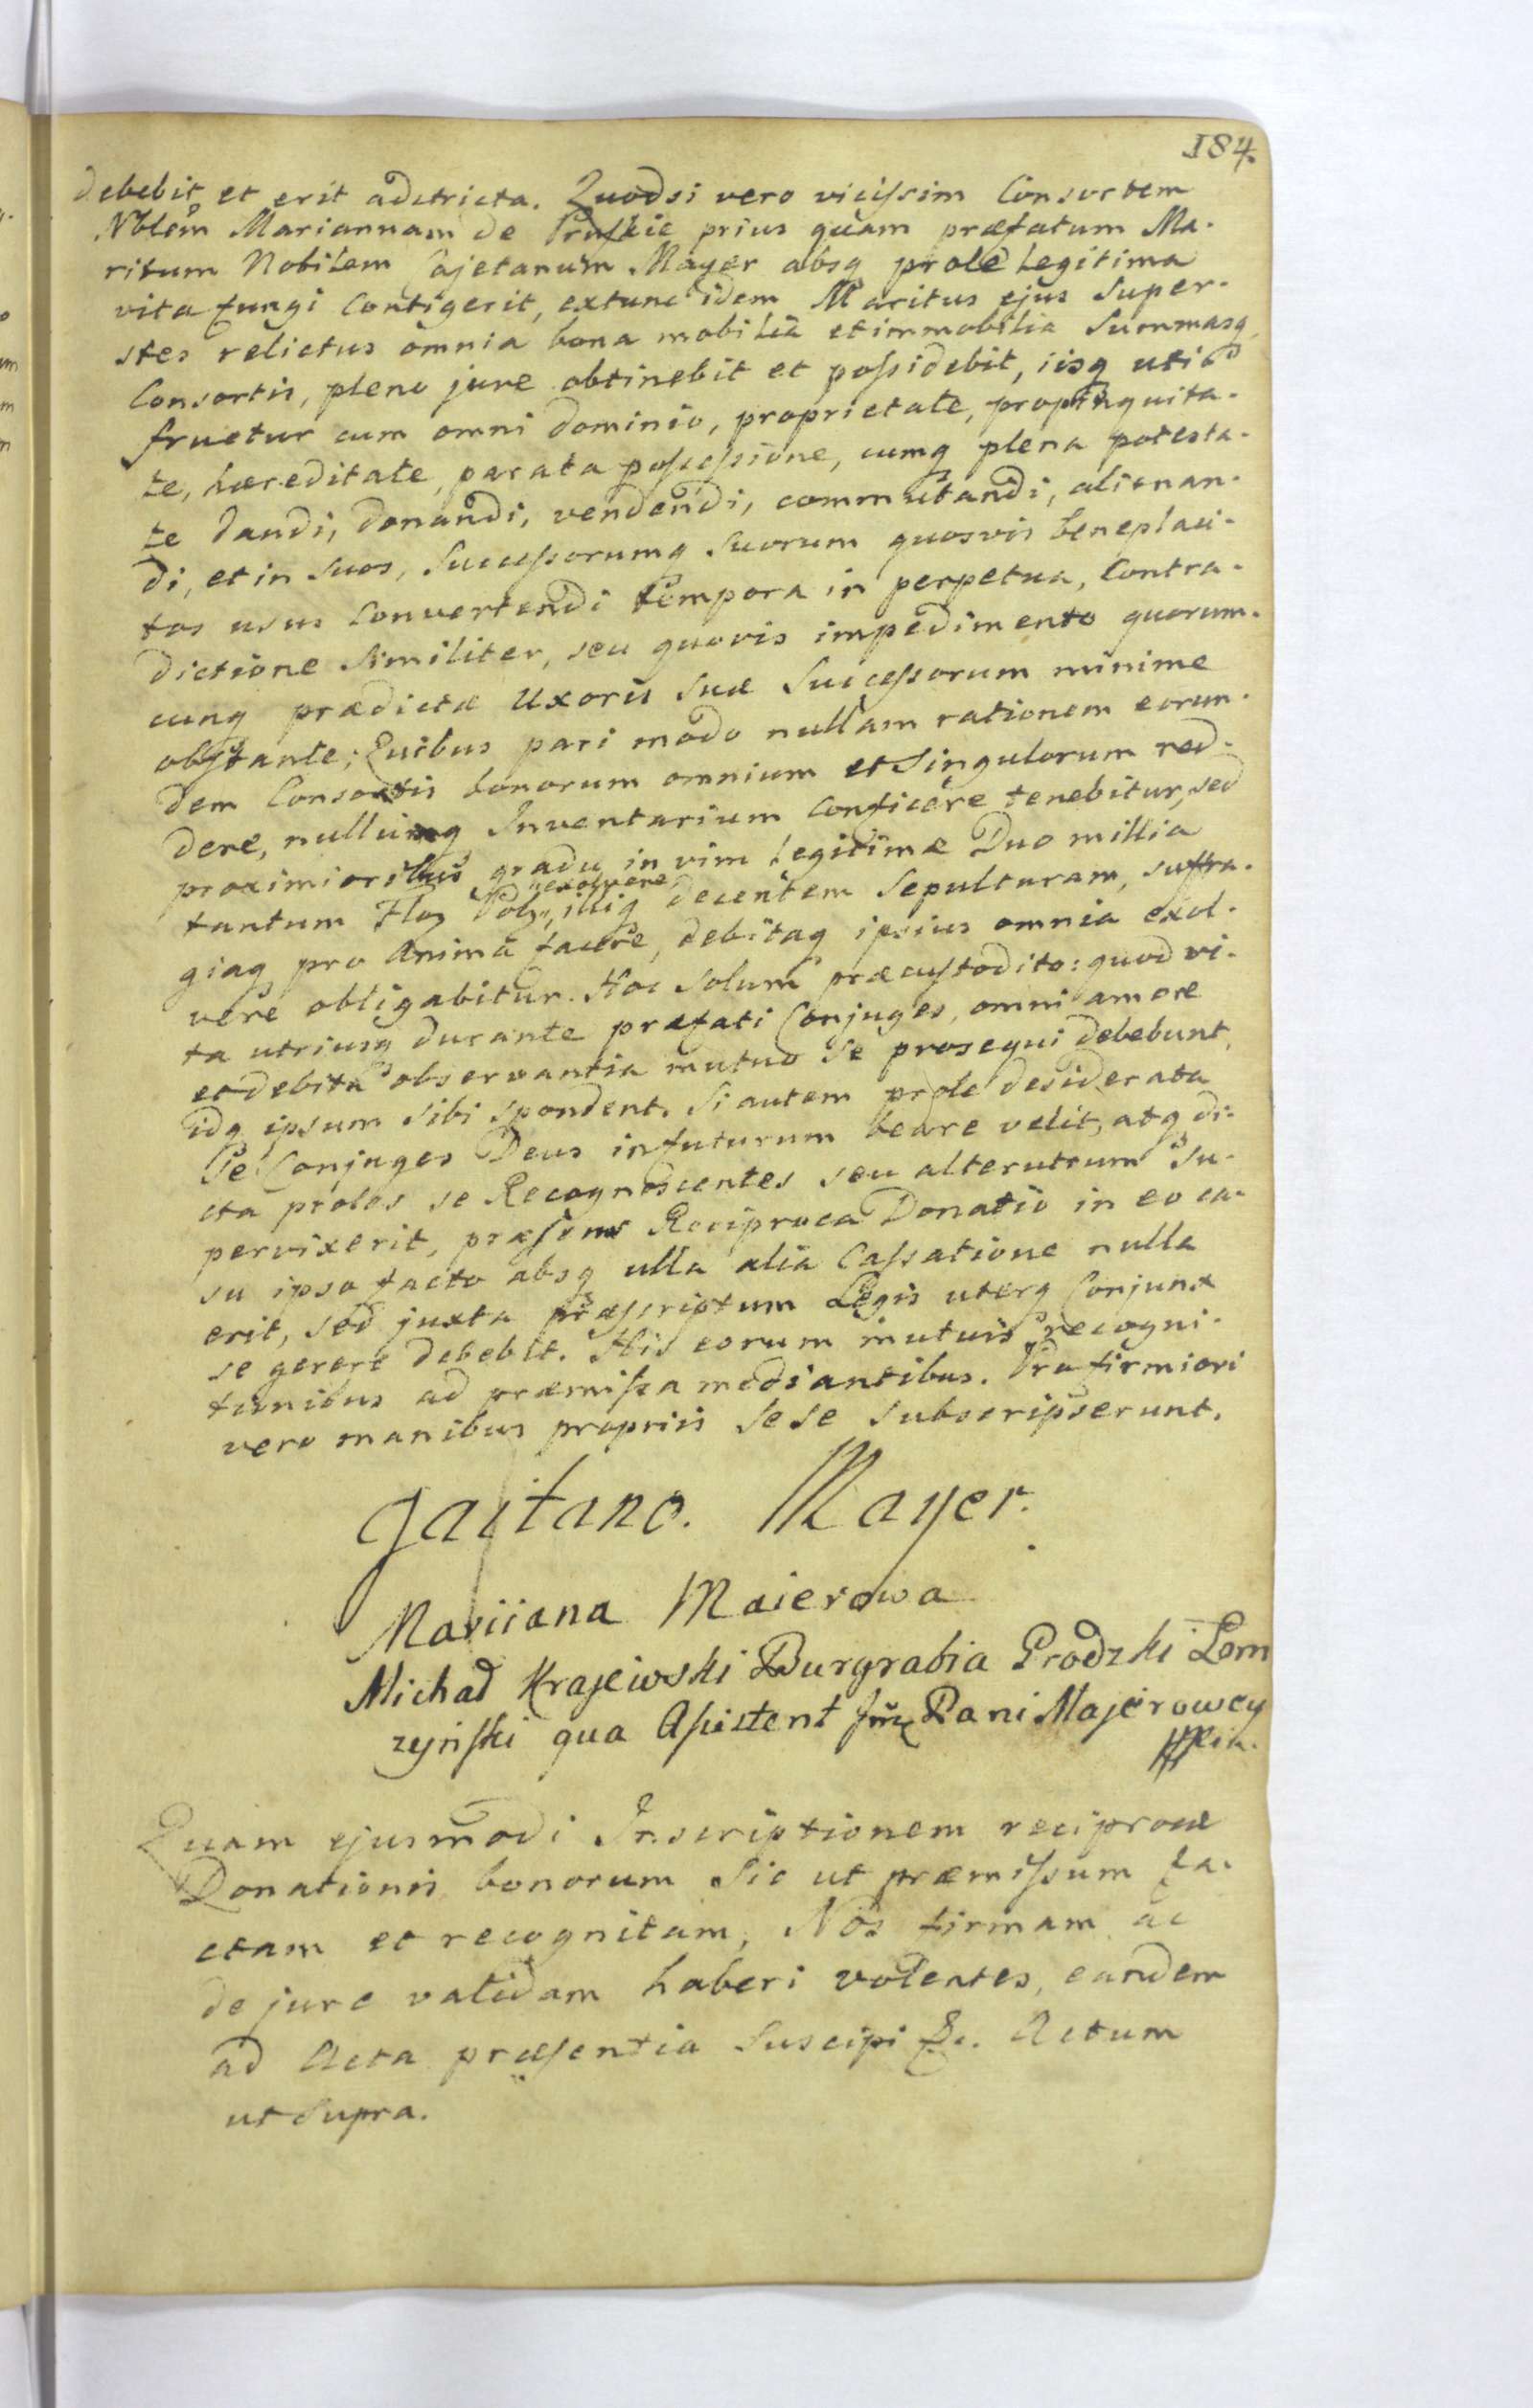 184.
debebit et erit adstricta. Quodsi vero vicissim Consortem
Nblem Mariannam de Pruskie prius quam præfatum Ma-
ritum Nobilem Cajetanum Mayer absq prole legitima
vita fungi contigerit, extunc idem Maritus ejus Super-
stes relictus omnia bona mobilia et immobilia Summasq
Consortis, pleno jure obtinebit et possidebit, iisq uti
fruetur cum omni dominio, proprietate, propinquita-
te, hæreditate, parata possessione, cumq plena potesta-
te dandi, donandi, vendendi, commutandi, alienan-
di, et in suos, Successorumq suorum quosvis beneplaci-
tos usus convertendi tempora in perpetua, Contra-
dictione similiter, seu quovis impedimento quorum-
cunq prædictæ Uxoris suæ Successorum minime
obstante; Quibus pari modo nullam rationem eorun-
dem Consortis bonorum omnium et singulorum red-
dere, nullumq Inventarium conficere tenebitur, sed
proximioribus gradu in vim legitimæ Duo millia
exolvere
tantum Flos Pol, illiq decentem sepulturam, suffra-
giaq pro anima facere, debitaq ipsius omnia exol-
vere obligabitur. Hoc solum præcustodito: quod vi-
ta utriusq durante præfati Conjuges, omni amore
et debita observantia mutuo se prosequi debebunt,
idq ipsum sibi spondent. Si autem prole desiderata
Se Conjuges Deus in futurum beare velit, atq di-
cta proles se Recognoscentes seu alterutrum su-
pervixerit, præsens Reciproca Donatio in eo ca-
su ipso facto absq ulla alia Cassatione nulla
erit, sed juxta præscriptum Legis uterq Conjunx
se gerere debebit. His eorum mutuis recogni-
tionibus ad præmissa mediantibus. Pro firmiori
vero manibus propriis sese subscripserunt.
Gaitano. Mayer.
Mariiana Maierowa
Michał Krajewski Burgrabia Grodzki Łom
zyński qua Asistent Pani Majerowey
Quam ejusmodi Inscriptionem reciprocæ
Donationis bonorum sic ut præmissum fa-
ctam et recognitam, Nos firmam ac
de jure validam haberi volentes, eandem
ad Acta præsentia suscipi &c. Actum
ut supra.